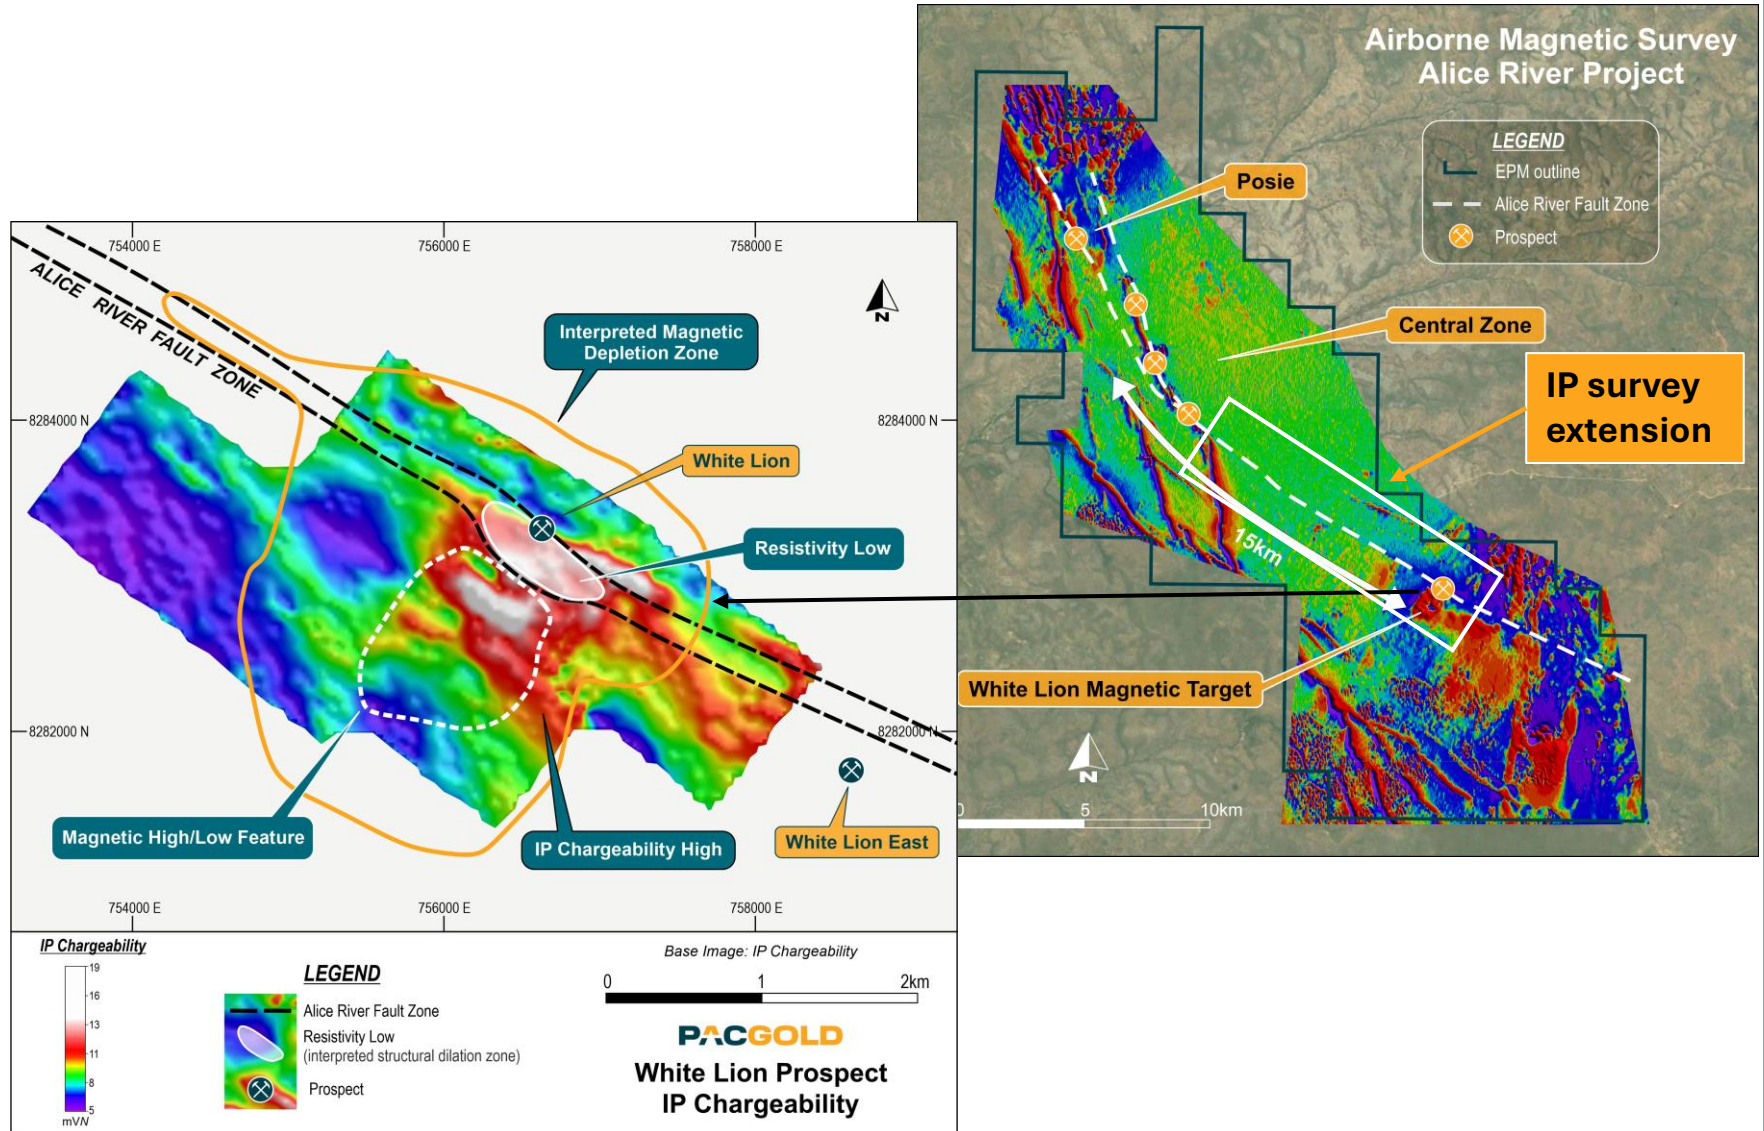 754000 E
756000 E
758000 E
ALICE RIVER FAULT ZONE
N
Interpreted Magnetic
Depletion Zone
8284000 N
8284000 N
White Lion
Resistivity Low
8282000 N
8282000 N
Magnetic High/Low Feature
IP Chargeability High
White Lion East
754000 E
756000 E
758000 E
IP Chargeability
19
16
13
11
8
5
mV/V
LEGEND
Alice River Fault Zone
Resistivity Low
(interpreted structural dilation zone)
Prospect
Base Image: IP Chargeability
0
1
2km
PACGOLD
White Lion Prospect
IP Chargeability
Airborne Magnetic Survey
Alice River Project
LEGEND
EPM outline
Alice River Fault Zone
Prospect
Posie
Central Zone
IP survey
extension
15km
White Lion Magnetic Target
N
0
5
10km